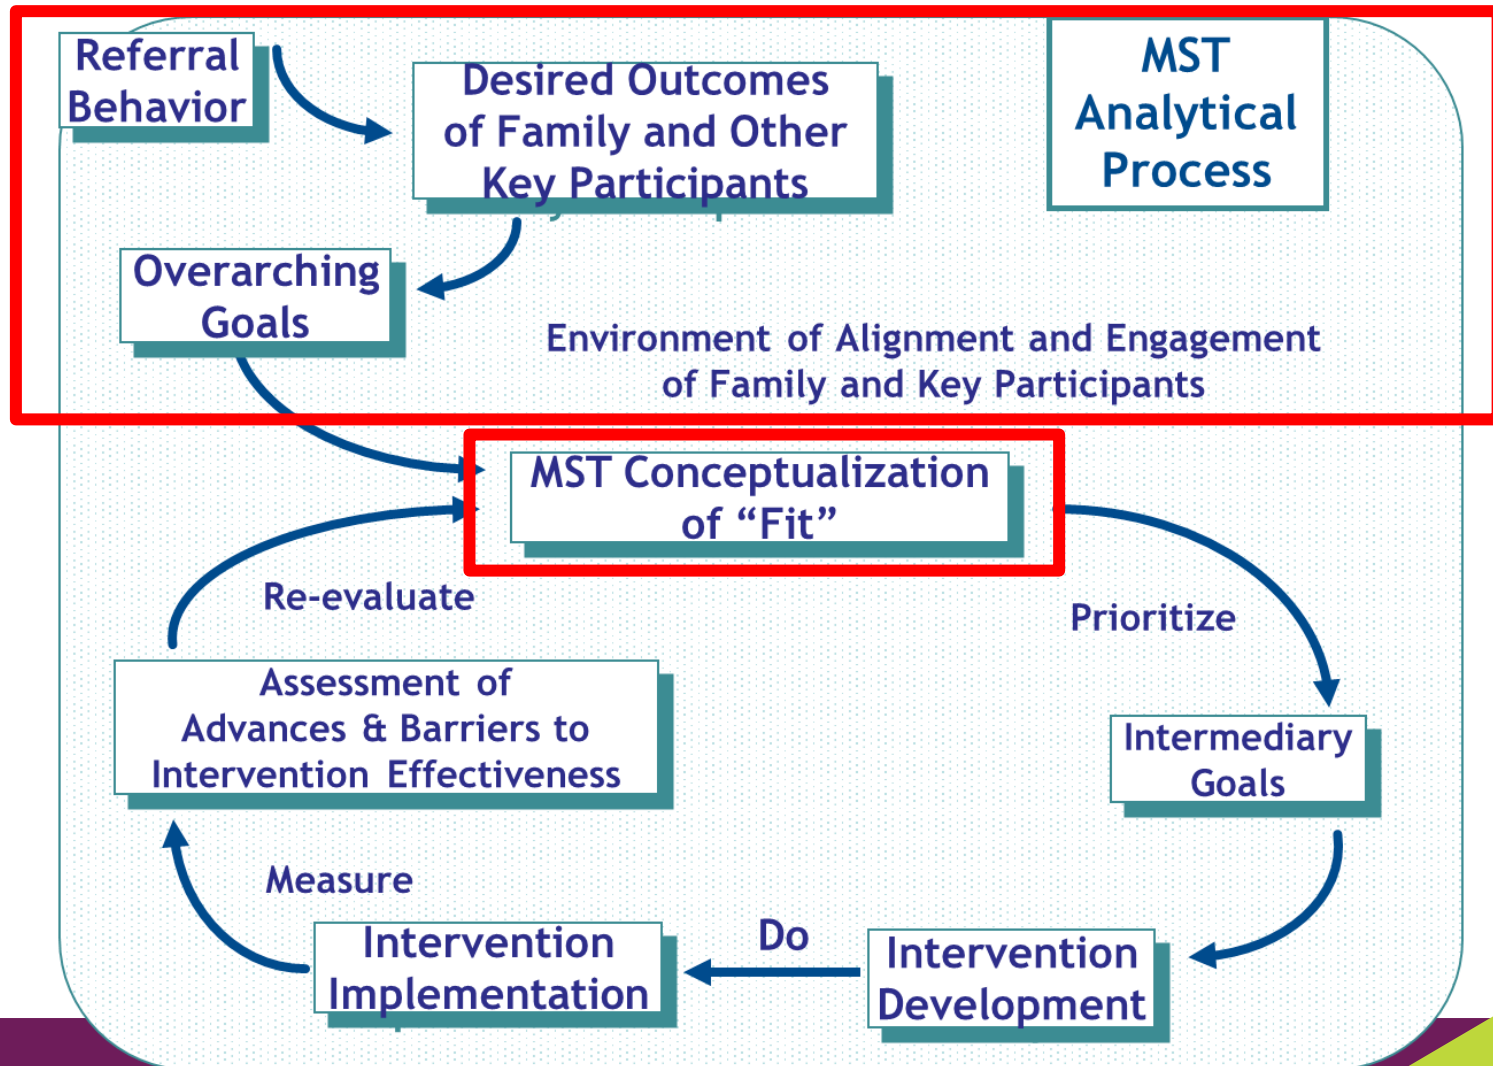 Referral
Behavior
Desired Outcomes
of Family and Other
Key Participants
MST
Analytical
Process
Overarching
Goals
Environment of Alignment and Engagement
of Family and Key Participants
MST Conceptualization
of “Fit”
Re-evaluate
Prioritize
Assessment of
Advances & Barriers to
Intervention Effectiveness
Intermediary
Goals
Measure
Do
Intervention
Implementation
Intervention
Development